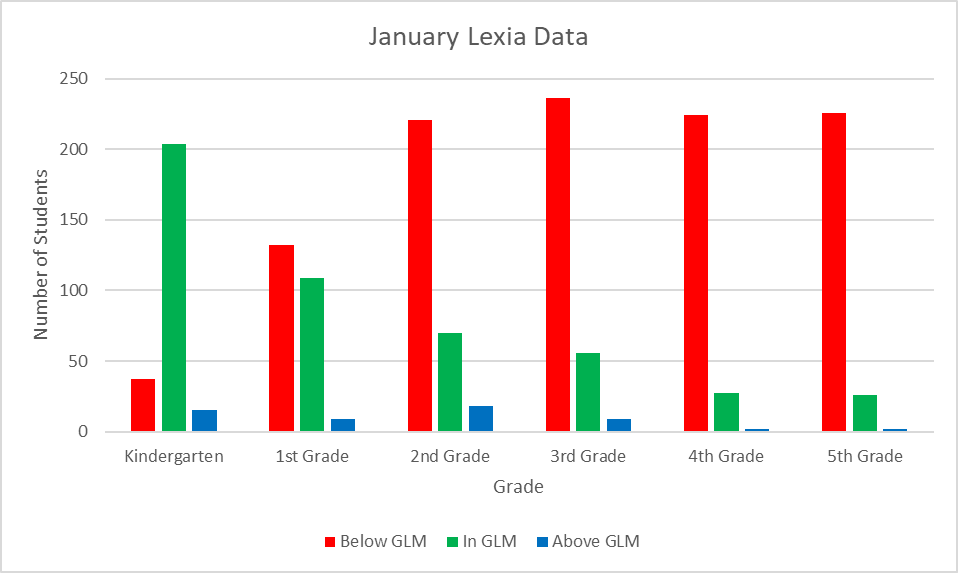 January Lexia Data
Number of Students
250
200
150
100
50
0
Kindergarten 1st Grade 2nd Grade 3rd Grade 4th Grade 5th Grade
Grade
Below GLM In GLM Above GLM